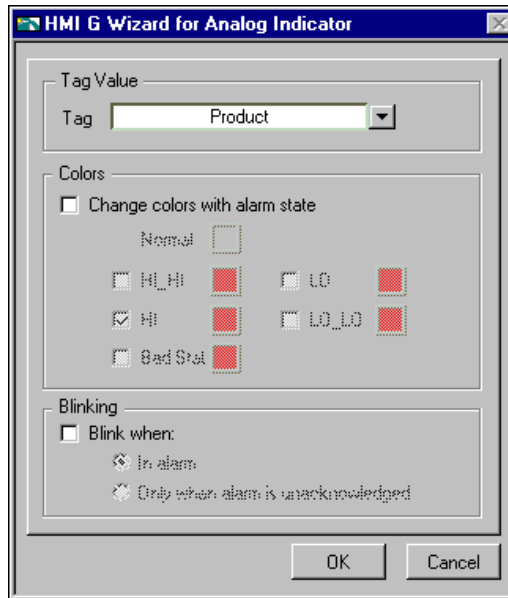 HMI G Wizard for Analog Indicator
Tag Value
Tag Product
Colors
Change colors with alarm state
Normal
HI_HI LO
HI LO_LO
Bad Stat
Blinking
Blink when:
In alarm
Only when alarm is unacknowledged
OK Cancel